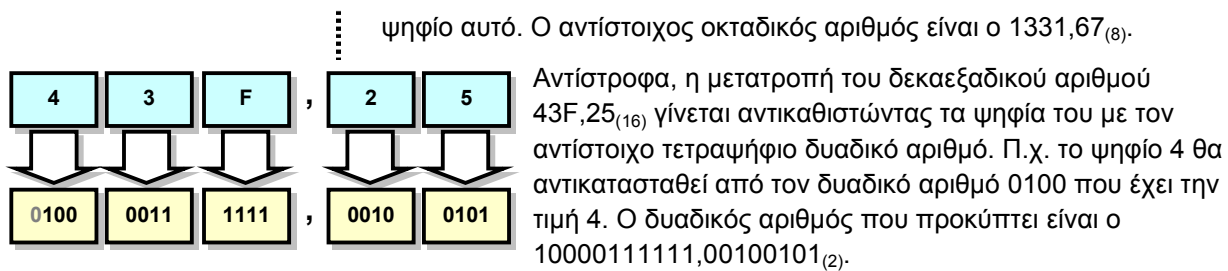 ψηφίο αυτό. Ο αντίστοιχος οκταδικός αριθμός είναι ο 1331,67(8).
4 3 F , 2 5
0100 0011 1111 , 0010 0101
Αντίστροφα, η μετατροπή του δεκαεξαδικού αριθμού
43F,25(16) γίνεται αντικαθιστώντας τα ψηφία του με τον
αντίστοιχο τετραψήφιο δυαδικό αριθμό. Π.χ. το ψηφίο 4 θα
αντικατασταθεί από τον δυαδικό αριθμό 0100 που έχει την
τιμή 4. Ο δυαδικός αριθμός που προκύπτει είναι ο
10000111111,00100101(2).